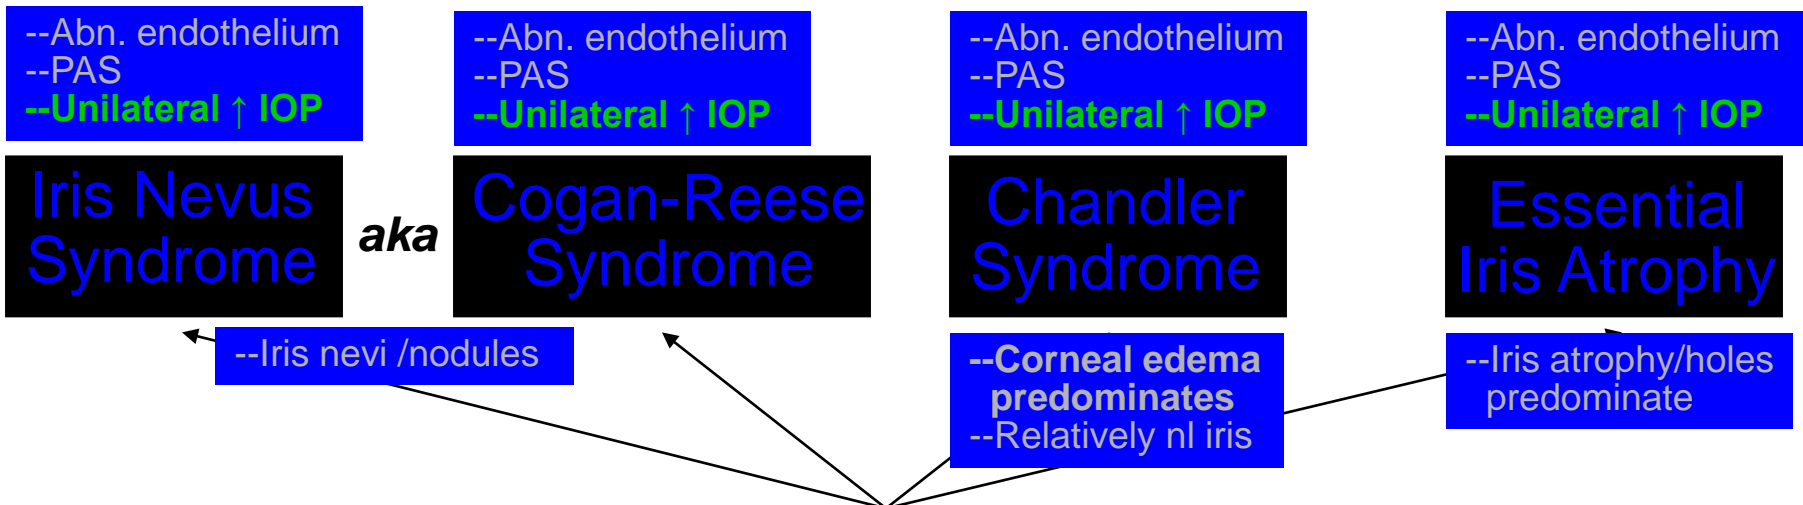 --Abn. endothelium
--PAS
--Unilateral ↑ IOP
--Abn. endothelium
--PAS
--Unilateral ↑ IOP
--Abn. endothelium
--PAS
--Unilateral ↑ IOP
--Abn. endothelium
--PAS
--Unilateral ↑ IOP
Iris Nevus
Syndrome
aka
Cogan-Reese
Syndrome
Chandler
Syndrome
Essential
Iris Atrophy
--Iris nevi /nodules
--Corneal edema
predominates
--Relatively nl iris
--Iris atrophy/holes
predominate